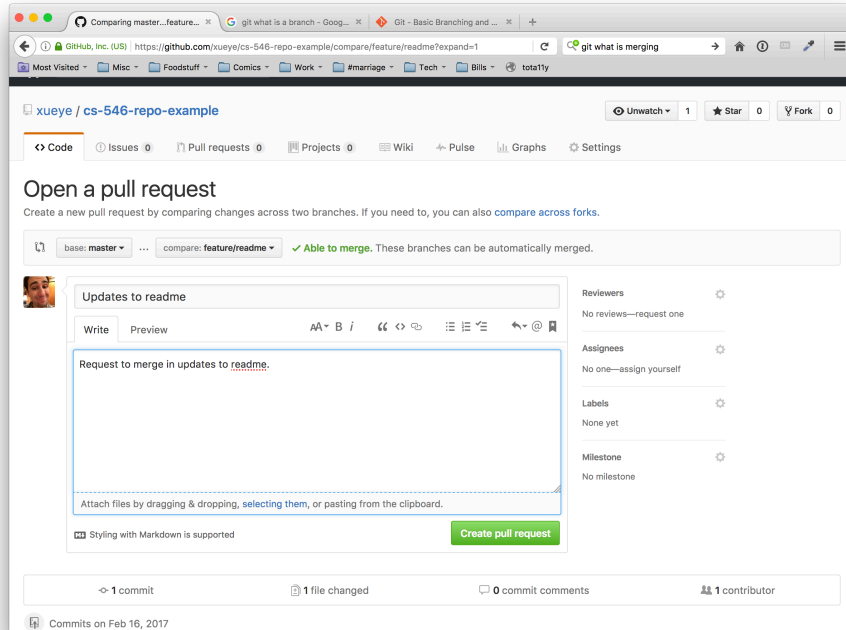 Comparing master...feature...
git what is a branch - Goog...
Git - Basic Branching and ...
GitHub, Inc. (US)
https://github.com/xueye/cs-546-repo-example/compare/feature/readme?expand=1
git what is merging
Most Visited
Misc
Foodstuff
Comics
Work
#marriage
Tech
Bills
tota11y
xueye / cs-546-repo-example
Unwatch 1
Star 0
Fork 0
Code
Issues 0
Pull requests 0
Projects 0
Wiki
Pulse
Graphs
Settings
Open a pull request
Create a new pull request by comparing changes across two branches. If you need to, you can also compare across forks.
base: master ... compare: feature/readme ✓ Able to merge. These branches can be automatically merged.
Updates to readme
Write Preview
AA B i
Request to merge in updates to readme.
Attach files by dragging & dropping, selecting them, or pasting from the clipboard.
Styling with Markdown is supported
Create pull request
Reviewers
No reviews—request one
Assignees
No one—assign yourself
Labels
None yet
Milestone
No milestone
1 commit
1 file changed
0 commit comments
1 contributor
Commits on Feb 16, 2017